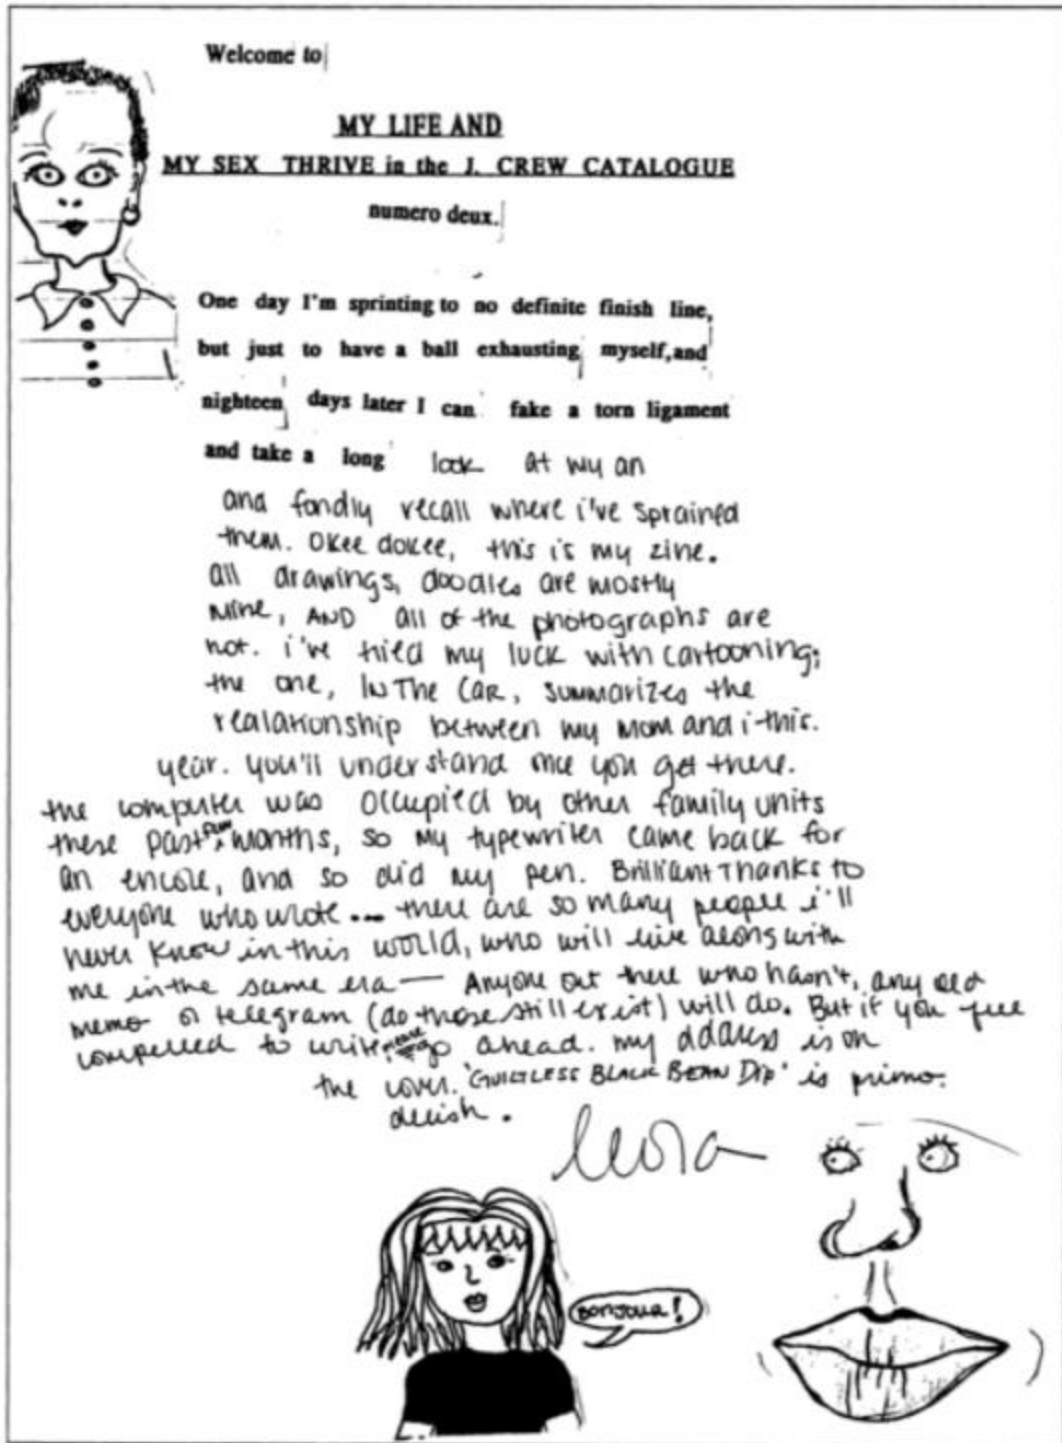 Welcome to
MY LIFE AND
MY SEX THRIVE in the J. CREW CATALOGUE
numero deux.
One day I'm sprinting to no definite finish line,
but just to have a ball exhausting myself,and
nighteen days later I can fake a torn ligament
and take a long look at my an
and fondly recall where i've sprained
them. Okee dokee, this is my zine.
all drawings, doodles are mostly
mine, AND all of the photographs are
not. i've tried my luck with cartooning;
the one, IN THE CAR, summarizes the
realationship between my mom and i this.
year. you'll understand once you get there.
the computer was occupied by other family units
these past few months, so my typewriter came back for
an encore, and so did my pen. Brilliant Thanks to
everyone who wrote --- there are so many people i'll
never know in this world, who will live along with
me in the same era — Anyone out there who hasn't, any old
memo or telegram (do those still exist) will do. But if you feel
compelled to write, go ahead. my address is on
the cover. 'GUILTLESS BLACK BEAN DIP' is primo.
delish.
leora
Bonjour!